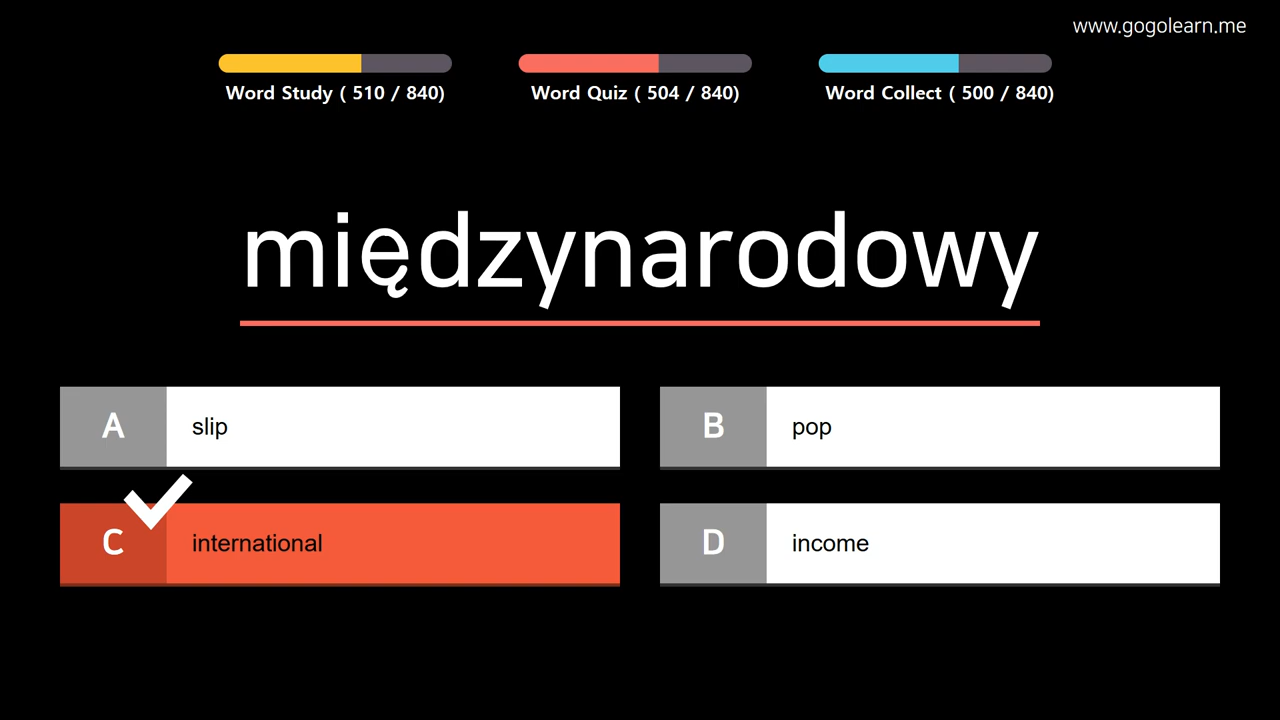 www.gogolearn.me
Word Study ( 510 / 840)
Word Quiz ( 504 / 840)
Word Collect ( 500 / 840)
międzynarodowy
A slip
B pop
C international
D income